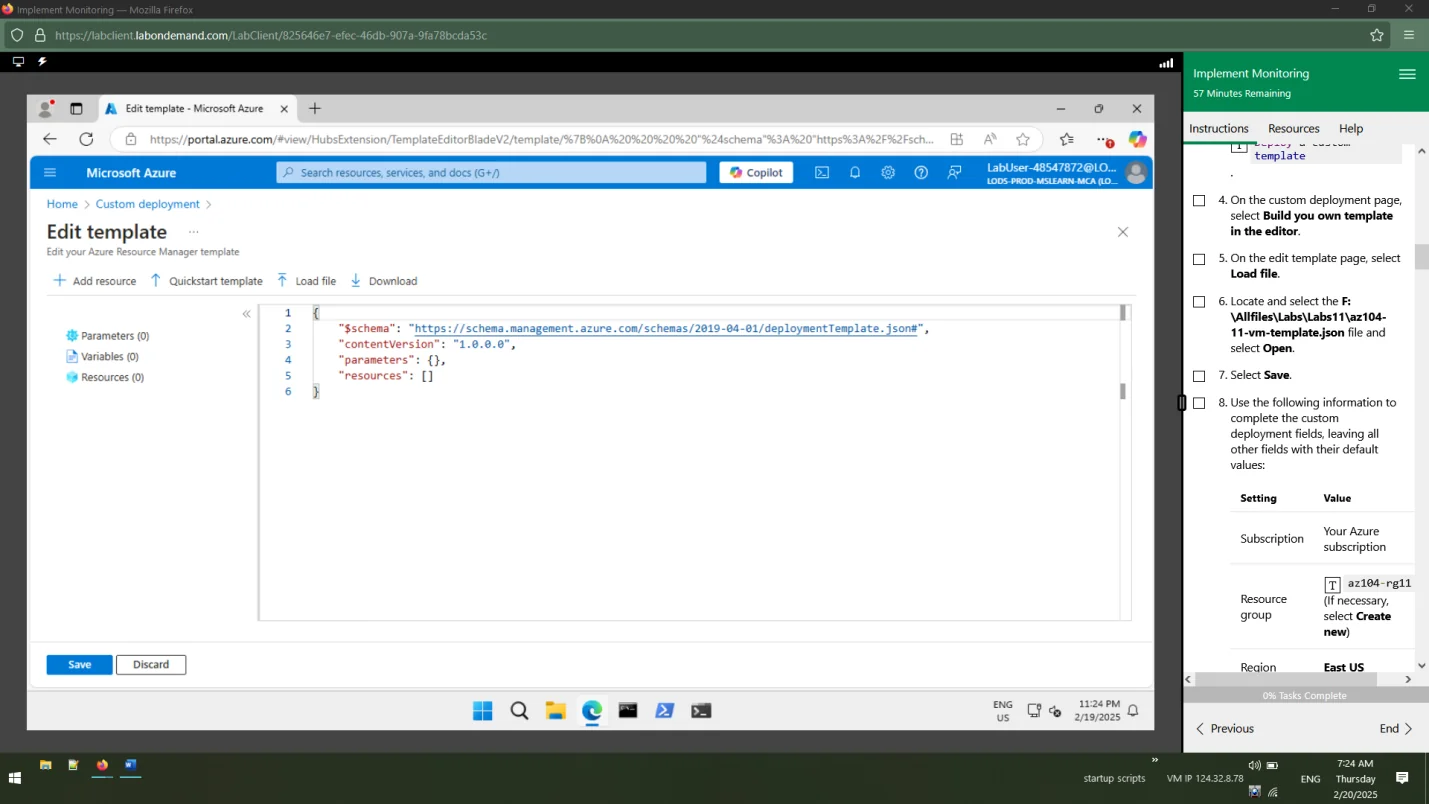 Implement Monitoring — Mozilla Firefox
https://labclient.labondemand.com/LabClient/825646e7-efec-46db-907a-9fa78bcda53c
Edit template - Microsoft Azure
https://portal.azure.com/#view/HubsExtension/TemplateEditorBladeV2/template/%7B%0A%20%20%20%20"%24schema"%3A%20"https%3A%2F%2Fsch...
Microsoft Azure
Search resources, services, and docs (G+/)
Copilot
LabUser-48547872@LO...
LODS-PROD-MSLEARN-MCA (LO...
Home > Custom deployment >
Edit template ...
Edit your Azure Resource Manager template
Add resource
Quickstart template
Load file
Download
Parameters (0)
Variables (0)
Resources (0)
1 {
2 "$schema": "https://schema.management.azure.com/schemas/2019-04-01/deploymentTemplate.json#",
3 "contentVersion": "1.0.0.0",
4 "parameters": {},
5 "resources": []
6 }
Save
Discard
ENG
US
11:24 PM
2/19/2025
Implement Monitoring
57 Minutes Remaining
Instructions
Resources
Help
Deploy a custom
template
.
4. On the custom deployment page,
select Build you own template
in the editor.
5. On the edit template page, select
Load file.
6. Locate and select the F:
\Allfiles\Labs\Labs11\az104-
11-vm-template.json file and
select Open.
7. Select Save.
8. Use the following information to
complete the custom
deployment fields, leaving all
other fields with their default
values:
Setting Value
Subscription Your Azure
subscription
Resource
group
T az104-rg11
(If necessary,
select Create
new)
Region East US
0% Tasks Complete
< Previous
End >
startup scripts
»
VM IP 124.32.8.78
ENG
7:24 AM
Thursday
2/20/2025